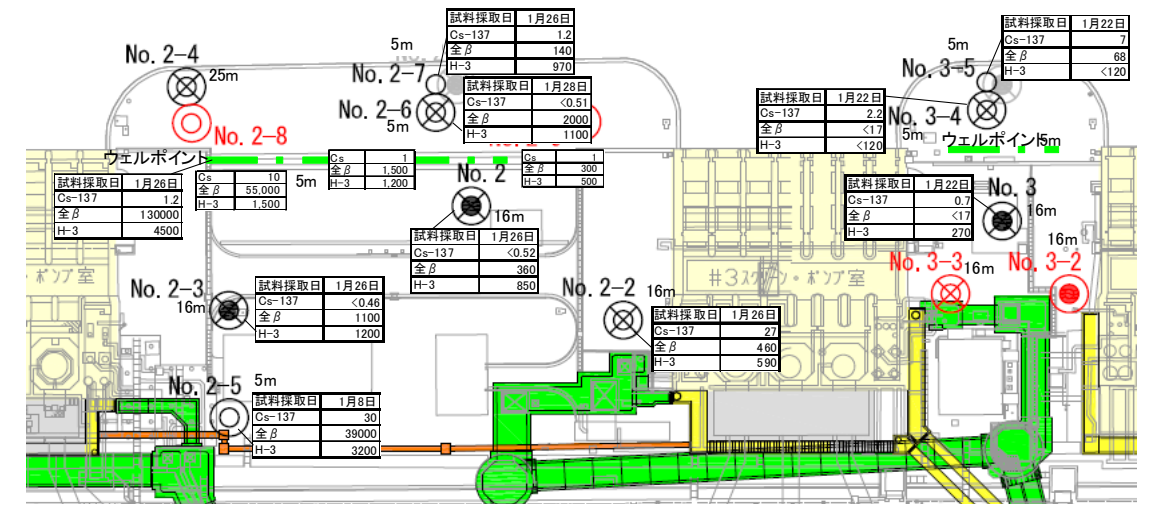 試料採取日 1月26日
Cs-137 1.2
全β 140
H-3 970
試料採取日 1月22日
Cs-137 7
全β 68
H-3 <120
No. 2-4
25m
5m
No. 2-7
5m
No. 3-5
試料採取日 1月28日
Cs-137 <0.51
全β 2000
H-3 1100
No. 2-6
5m
試料採取日 1月22日
Cs-137 2.2
全β <17
H-3 <120
No. 3-4
5m
No. 2-8
ウェルポイント
5m
ウェルポイント
5m
Cs 1
全β 1,500
H-3 1,200
Cs 1
全β 300
H-3 500
試料採取日 1月26日
Cs-137 1.2
全β 130000
H-3 4500
Cs 10
全β 55,000
H-3 1,500
No. 2
16m
試料採取日 1月22日
Cs-137 0.7
全β <17
H-3 270
No. 3
16m
試料採取日 1月26日
Cs-137 <0.52
全β 360
H-3 850
16m
No. 3-3
16m
No. 3-2
・ポンプ室
#3スクリーン・ポンプ室
No. 2-3
16m
試料採取日 1月26日
Cs-137 <0.46
全β 1100
H-3 1200
No. 2-2
16m
試料採取日 1月26日
Cs-137 27
全β 460
H-3 590
No. 2-5
5m
試料採取日 1月8日
Cs-137 30
全β 39000
H-3 3200